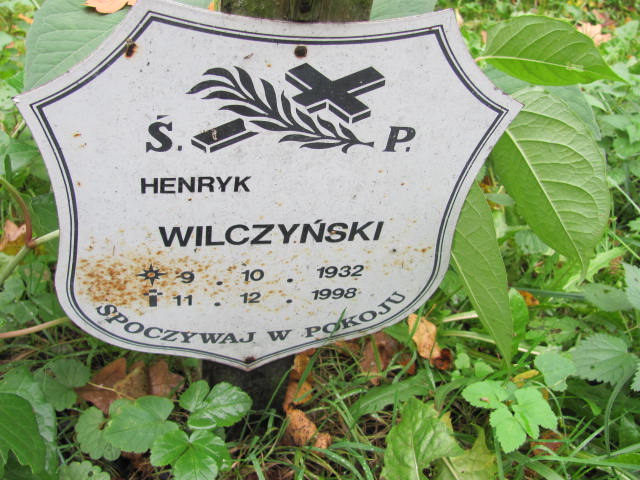 Ś. P.
HENRYK
WILCZYŃSKI
9 . 10 . 1932
11 . 12 . 1998
SPOCZYWAJ W POKOJU